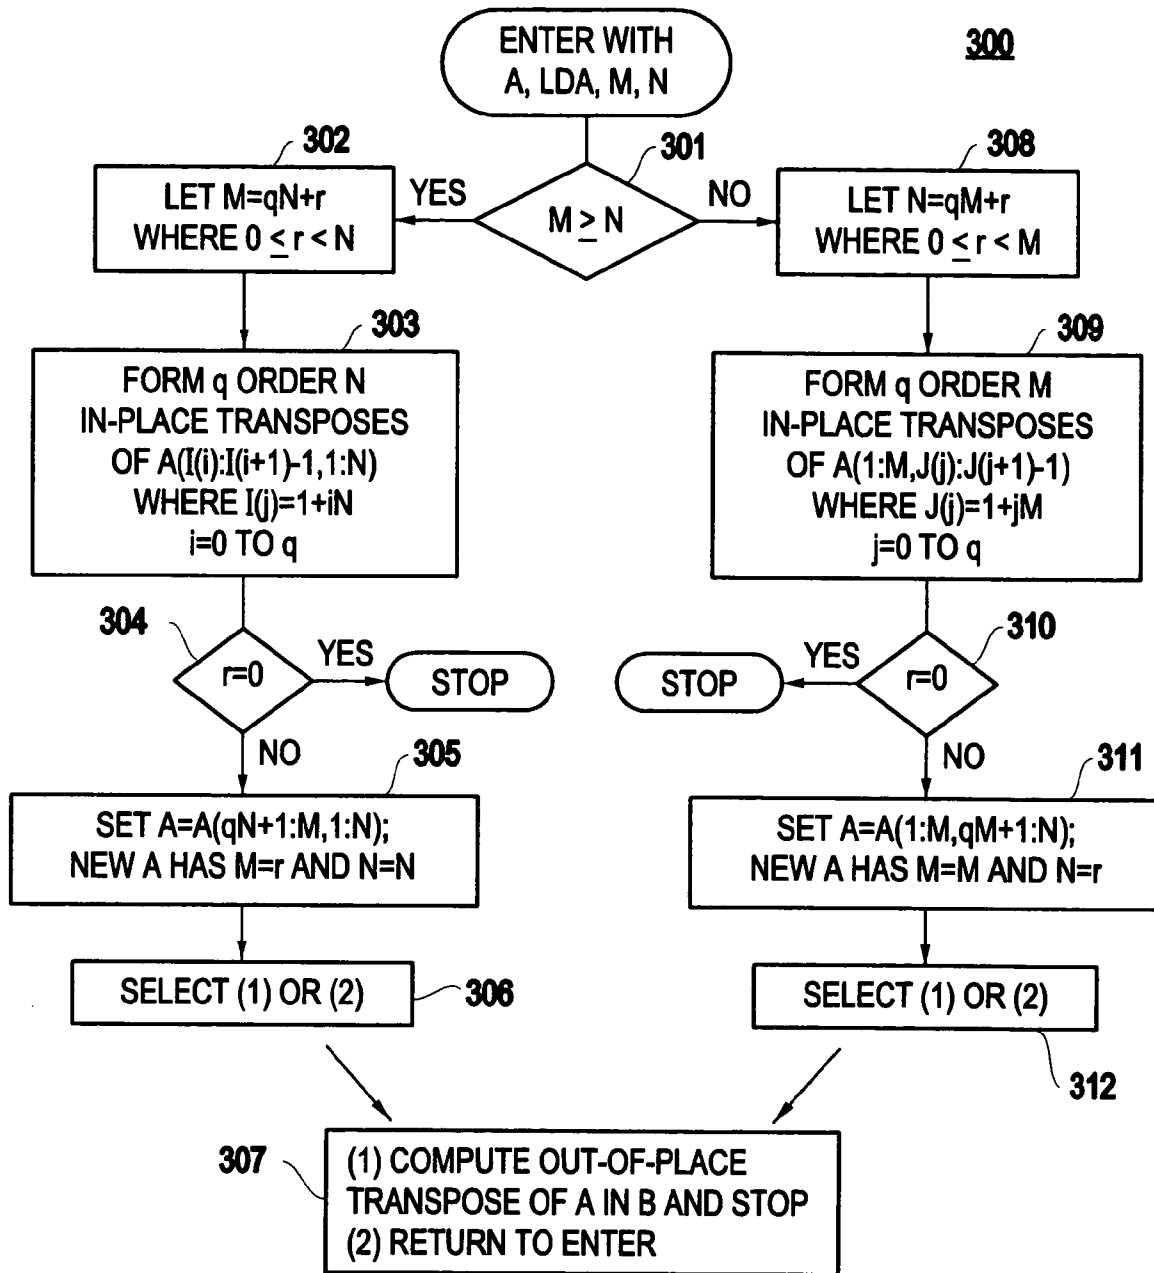 ENTER WITH
A, LDA, M, N
300
302
301
308
LET M=qN+r
WHERE 0 ≤ r < N
YES
M ≥ N
NO
LET N=qM+r
WHERE 0 ≤ r < M
303
309
FORM q ORDER N
IN-PLACE TRANSPOSES
OF A(I(i):I(i+1)-1,1:N)
WHERE I(j)=1+iN
i=0 TO q
FORM q ORDER M
IN-PLACE TRANSPOSES
OF A(1:M,J(j):J(j+1)-1)
WHERE J(j)=1+jM
j=0 TO q
304
r=0
YES
STOP
NO
310
r=0
YES
STOP
NO
305
311
SET A=A(qN+1:M,1:N);
NEW A HAS M=r AND N=N
SET A=A(1:M,qM+1:N);
NEW A HAS M=M AND N=r
SELECT (1) OR (2)
306
SELECT (1) OR (2)
312
307
(1) COMPUTE OUT-OF-PLACE
TRANSPOSE OF A IN B AND STOP
(2) RETURN TO ENTER